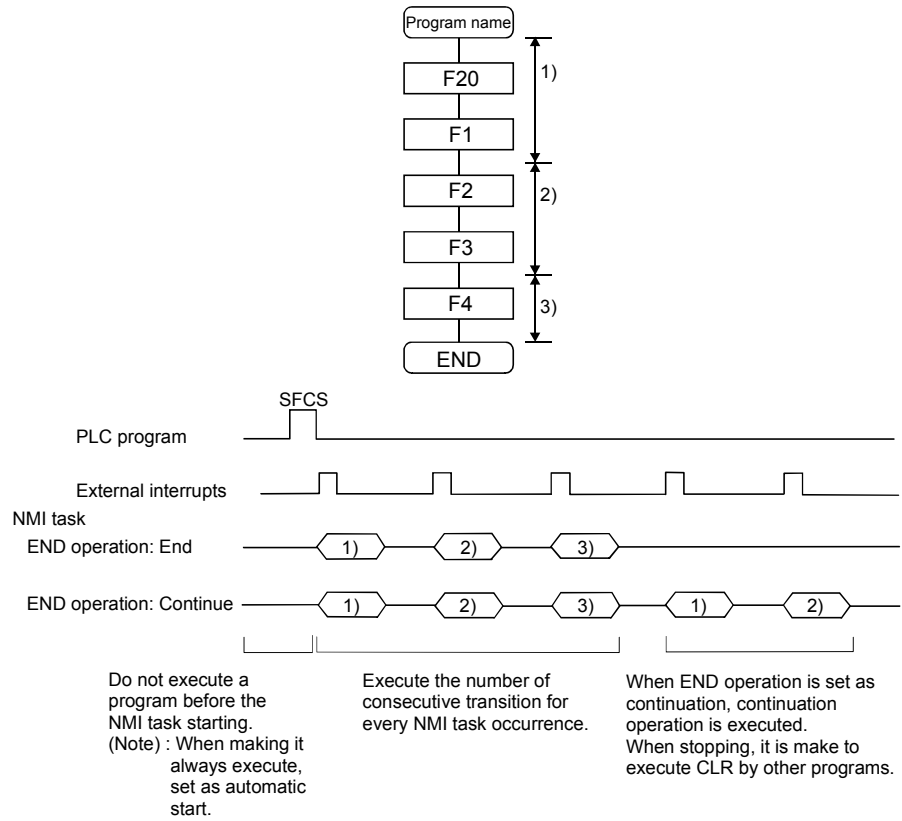 Program name
1)
F20
F1
F2
2)
F3
F4
3)
END
SFCS
PLC program
External interrupts
NMI task
END operation: End
1)
2)
3)
END operation: Continue
1)
2)
3)
1)
2)
Do not execute a
program before the
NMI task starting.
(Note) : When making it
always execute,
set as automatic
start.
Execute the number of
consecutive transition for
every NMI task occurrence.
When END operation is set as
continuation, continuation
operation is executed.
When stopping, it is make to
execute CLR by other programs.